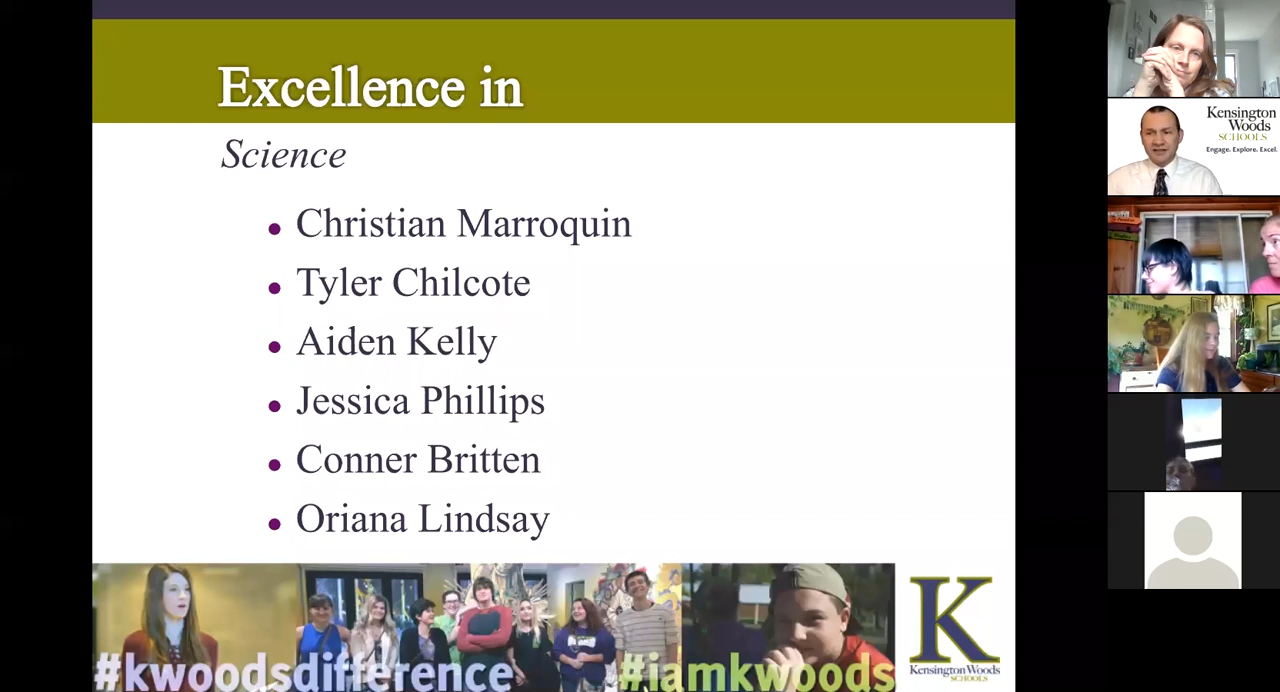 Excellence in
Science
Christian Marroquin
Tyler Chilcote
Aiden Kelly
Jessica Phillips
Conner Britten
Oriana Lindsay
#kwoodsdifference
#iamkwoods
K
Kensington Woods
SCHOOLS
Kensington
Woods
SCHOOLS
Engage. Explore. Excel.